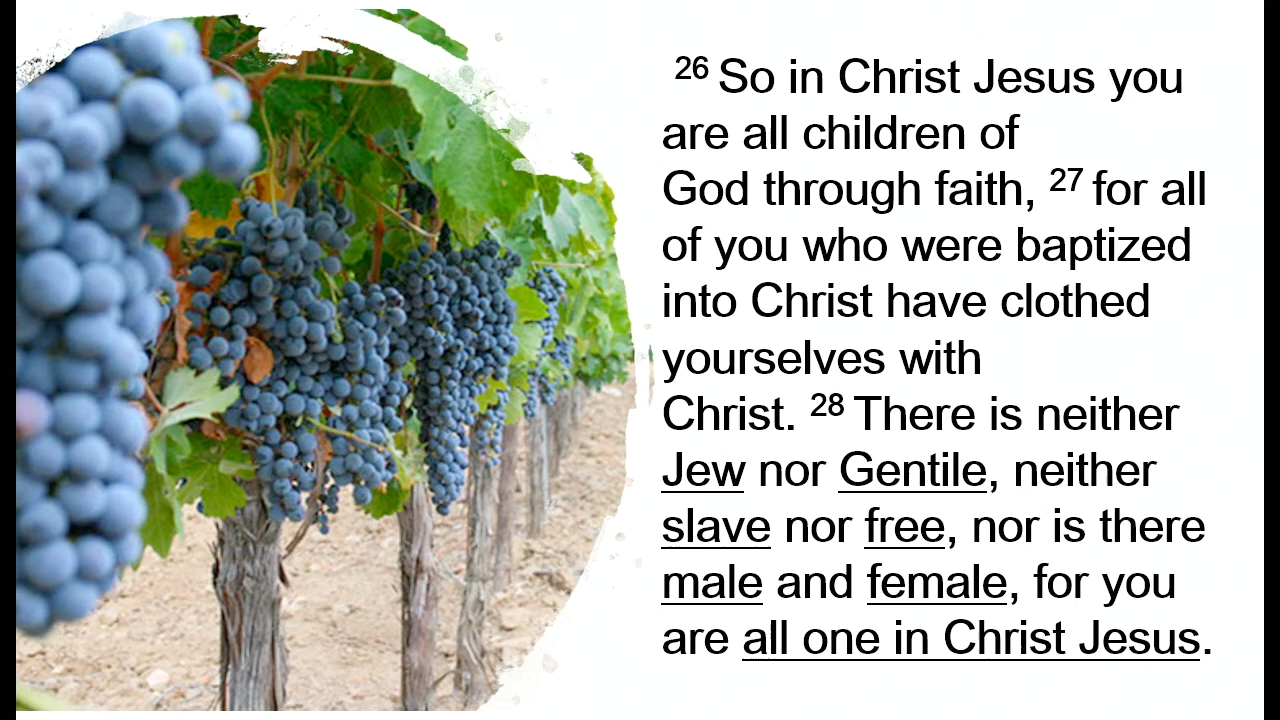 26 So in Christ Jesus you
are all children of
God through faith, 27 for all
of you who were baptized
into Christ have clothed
yourselves with
Christ. 28 There is neither
Jew nor Gentile, neither
slave nor free, nor is there
male and female, for you
are all one in Christ Jesus.